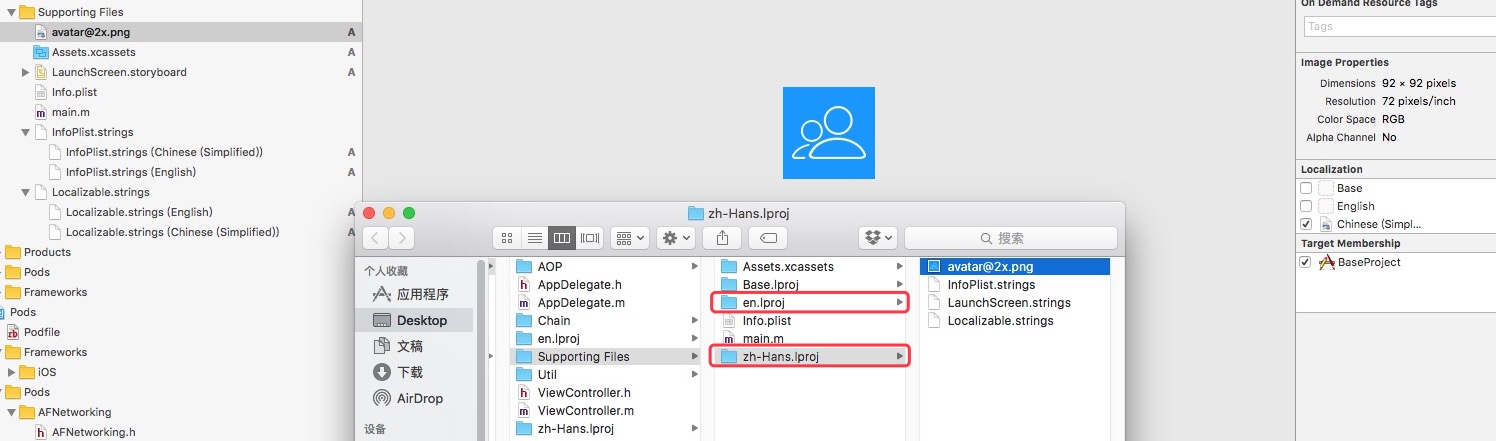 Supporting Files
avatar@2x.png A
Assets.xcassets A
LaunchScreen.storyboard A
Info.plist
main.m
InfoPlist.strings
InfoPlist.strings (Chinese (Simplified)) A
InfoPlist.strings (English) A
Localizable.strings
Localizable.strings (English) A
Localizable.strings (Chinese (Simplified)) A
Products
Pods
Frameworks
Pods
Podfile
Frameworks
iOS
Pods
AFNetworking
AFNetworking.h
zh-Hans.lproj
搜索
个人收藏
应用程序
Desktop
文稿
下载
AirDrop
设备
AOP
AppDelegate.h
AppDelegate.m
Chain
en.lproj
Supporting Files
Util
ViewController.h
ViewController.m
zh-Hans.lproj
Assets.xcassets
Base.lproj
en.lproj
Info.plist
main.m
zh-Hans.lproj
avatar@2x.png
InfoPlist.strings
LaunchScreen.strings
Localizable.strings
On Demand Resource Tags
Tags
Image Properties
Dimensions 92 × 92 pixels
Resolution 72 pixels/inch
Color Space RGB
Alpha Channel No
Localization
Base
English
Chinese (Simpl...
Target Membership
BaseProject